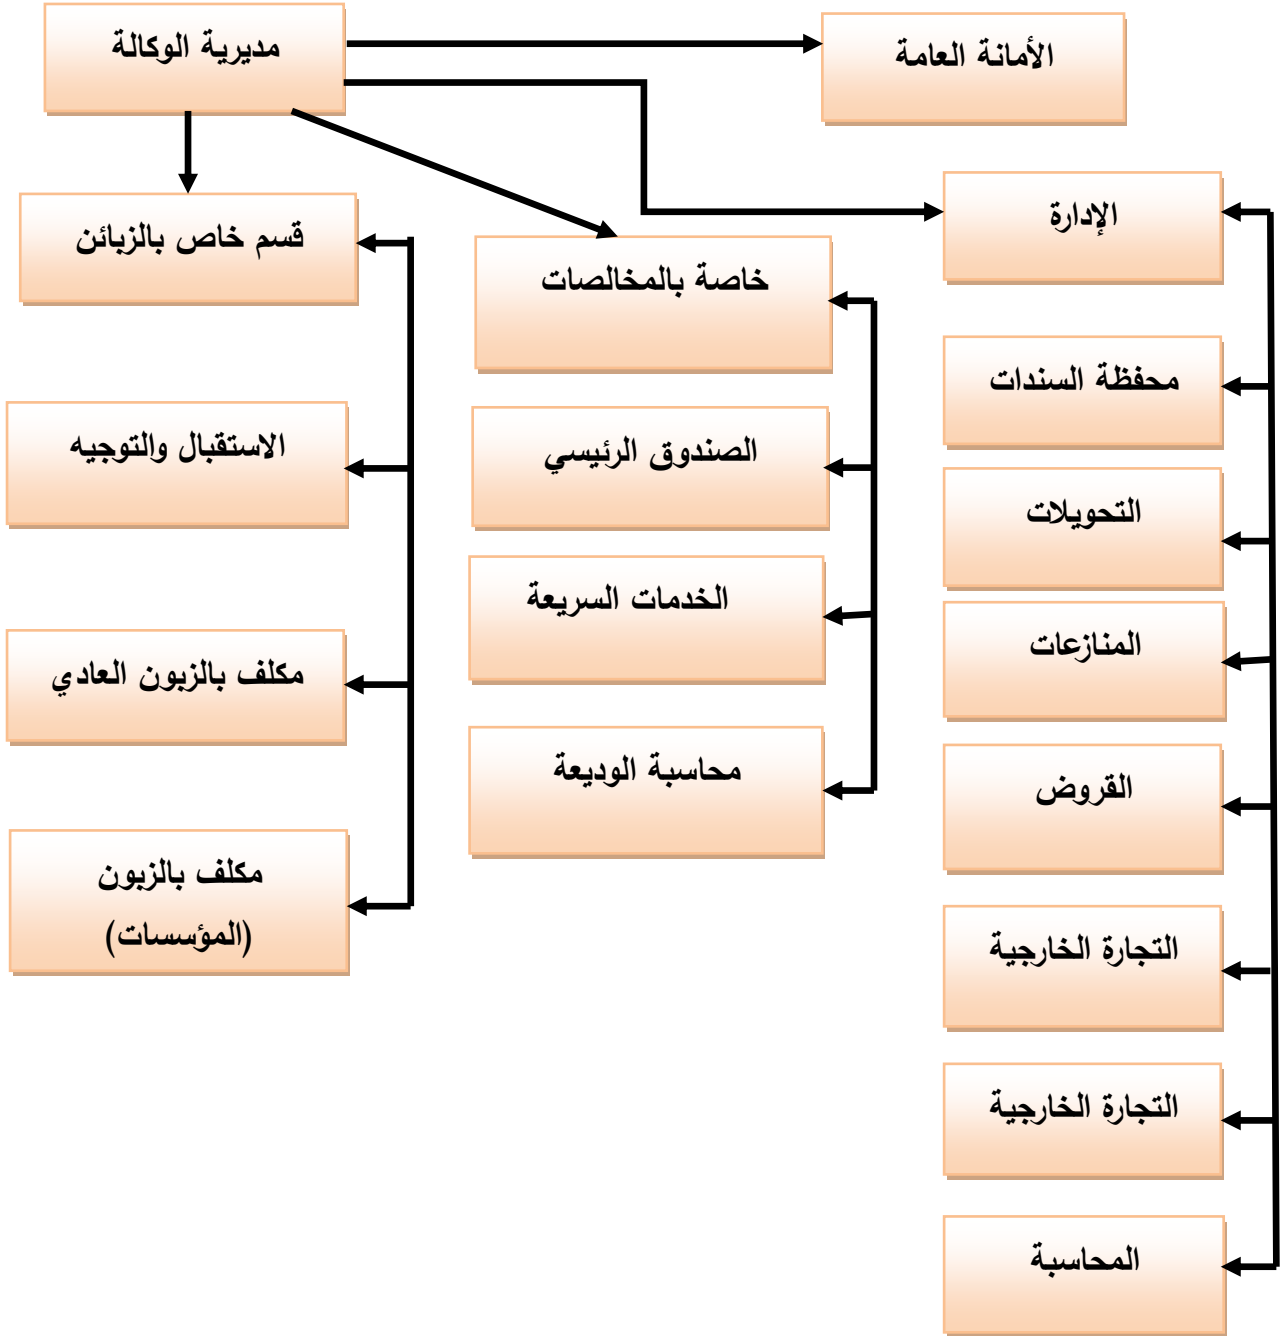 مديرية الوكالة
الأمانة العامة
الإدارة
قسم خاص بالزبائن
خاصة بالمخالصات
محفظة السندات
الاستقبال والتوجيه
الصندوق الرئيسي
التحويلات
الخدمات السريعة
المنازعات
مكلف بالزبون العادي
محاسبة الوديعة
القروض
مكلف بالزبون
(المؤسسات)
التجارة الخارجية
التجارة الخارجية
المحاسبة